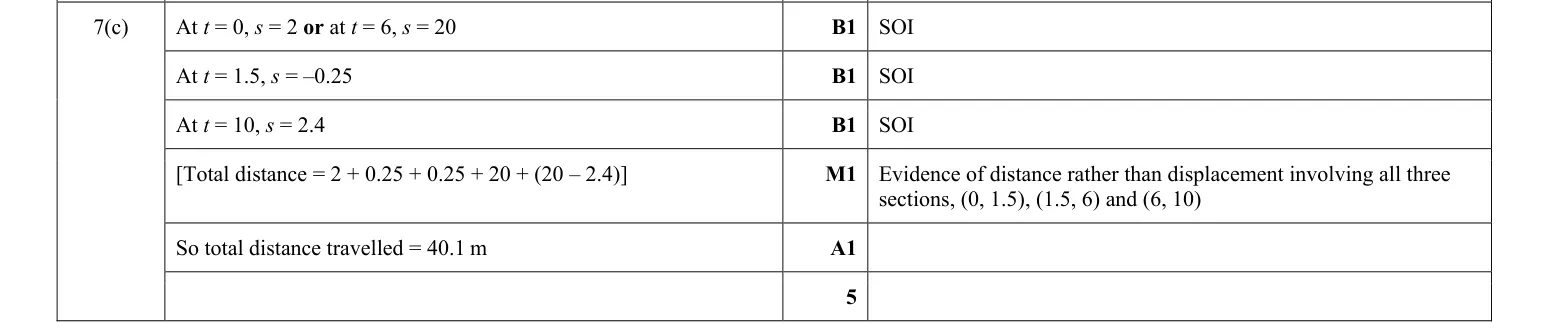 7(c) At t = 0, s = 2 or at t = 6, s = 20 B1 SOI
At t = 1.5, s = –0.25 B1 SOI
At t = 10, s = 2.4 B1 SOI
[Total distance = 2 + 0.25 + 0.25 + 20 + (20 – 2.4)] M1 Evidence of distance rather than displacement involving all three
sections, (0, 1.5), (1.5, 6) and (6, 10)
So total distance travelled = 40.1 m A1
5